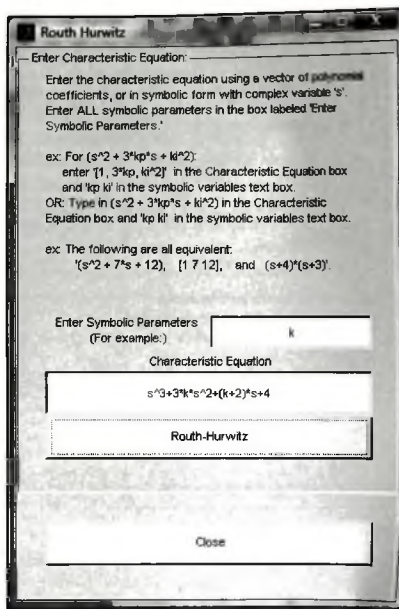 Routh Hurwitz
Enter Characteristic Equation:
Enter the characteristic equation using a vector of polynomial
coefficients, or in symbolic form with complex variable 's'.
Enter ALL symbolic parameters in the box labeled 'Enter
Symbolic Parameters.'
ex: For (s^2 + 3*kp*s + ki^2):
enter '[1 , 3*kp, ki^2]' in the Characteristic Equation box
and 'kp ki' in the symbolic variables text box.
OR: Type in (s^2 + 3*kp*s + ki^2) in the Characteristic
Equation box and 'kp ki' in the symbolic variables text box.
ex: The following are all equivalent:
'(s^2 + 7*s + 12), [1 7 12], and (s+4)*(s+3)'.
Enter Symbolic Parameters
(For example:)
k
Characteristic Equation
s^3+3*k*s^2+(k+2)*s+4
Routh-Hurwitz
Close